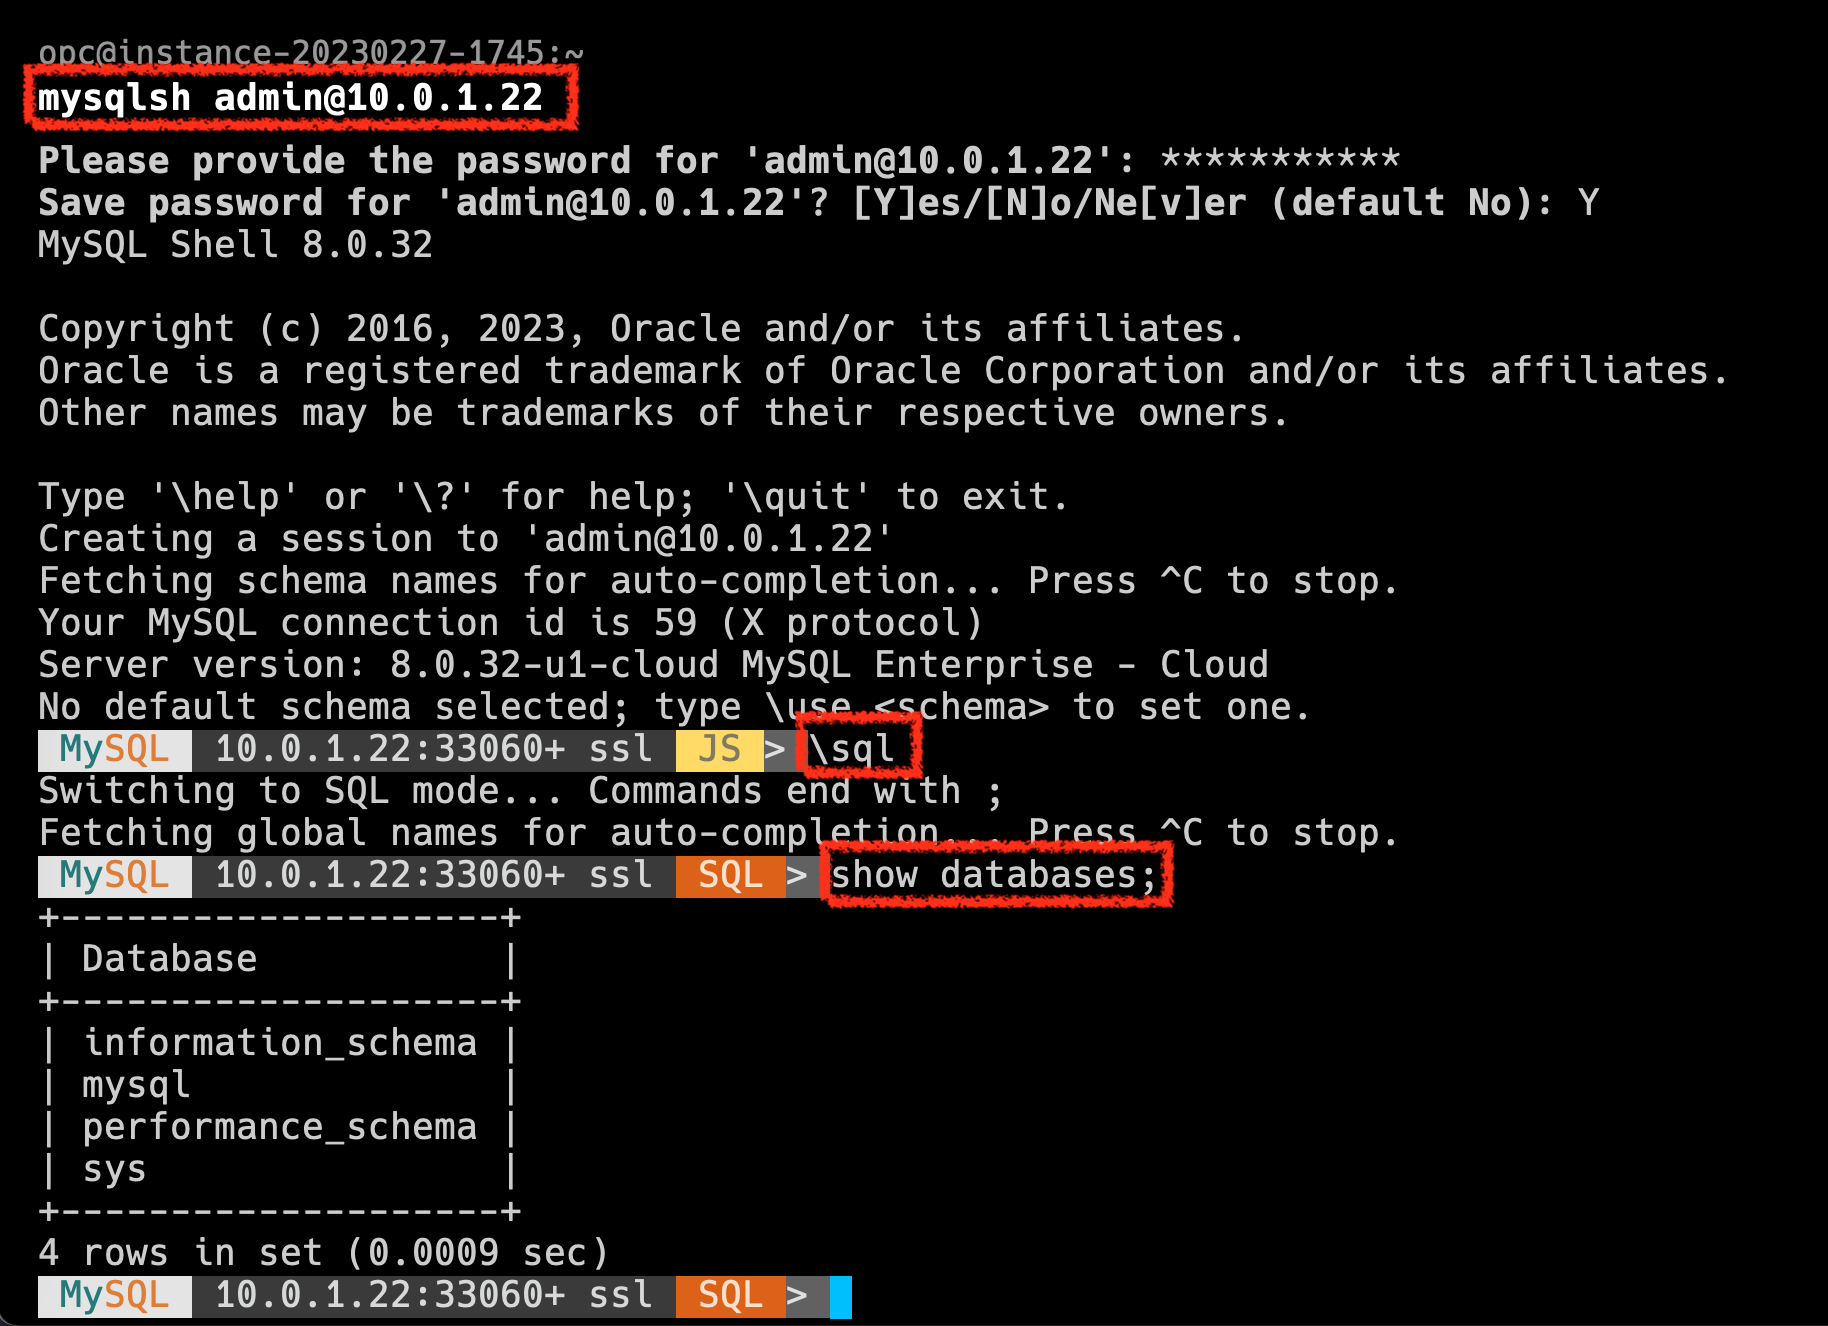 opc@instance-20230227-1745:~
mysqlsh admin@10.0.1.22
Please provide the password for 'admin@10.0.1.22': ***********
Save password for 'admin@10.0.1.22'? [Y]es/[N]o/Ne[v]er (default No): Y
MySQL Shell 8.0.32
Copyright (c) 2016, 2023, Oracle and/or its affiliates.
Oracle is a registered trademark of Oracle Corporation and/or its affiliates.
Other names may be trademarks of their respective owners.
Type '\help' or '\?' for help; '\quit' to exit.
Creating a session to 'admin@10.0.1.22'
Fetching schema names for auto-completion... Press ^C to stop.
Your MySQL connection id is 59 (X protocol)
Server version: 8.0.32-u1-cloud MySQL Enterprise - Cloud
No default schema selected; type \use <schema> to set one.
MySQL 10.0.1.22:33060+ ssl JS > \sql
Switching to SQL mode... Commands end with ;
Fetching global names for auto-completion... Press ^C to stop.
MySQL 10.0.1.22:33060+ ssl SQL > show databases;
+--------------------+
| Database           |
+--------------------+
| information_schema |
| mysql              |
| performance_schema |
| sys                |
+--------------------+
4 rows in set (0.0009 sec)
MySQL 10.0.1.22:33060+ ssl SQL >